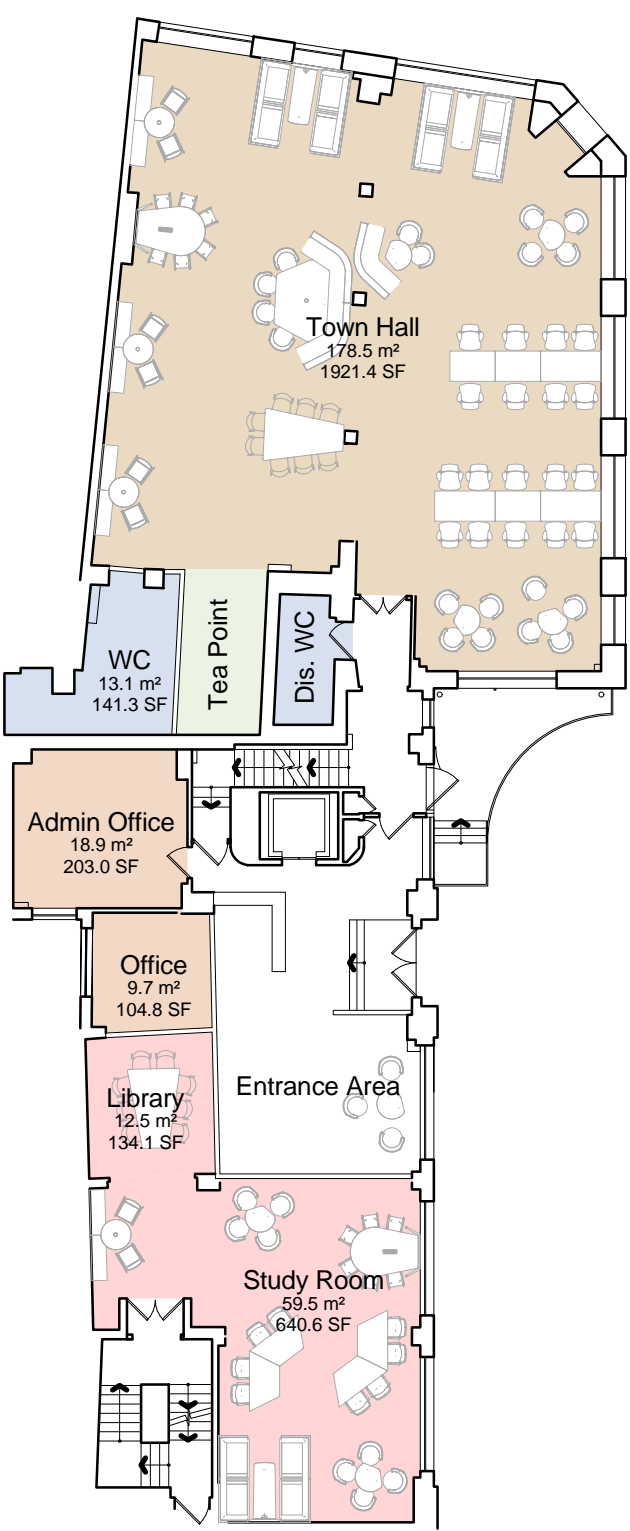 Town Hall
178.5 m²
1921.4 SF
Tea Point
Dis. WC
WC
13.1 m²
141.3 SF
Admin Office
18.9 m²
203.0 SF
Office
9.7 m²
104.8 SF
Entrance Area
Library
12.5 m²
134.1 SF
Study Room
59.5 m²
640.6 SF